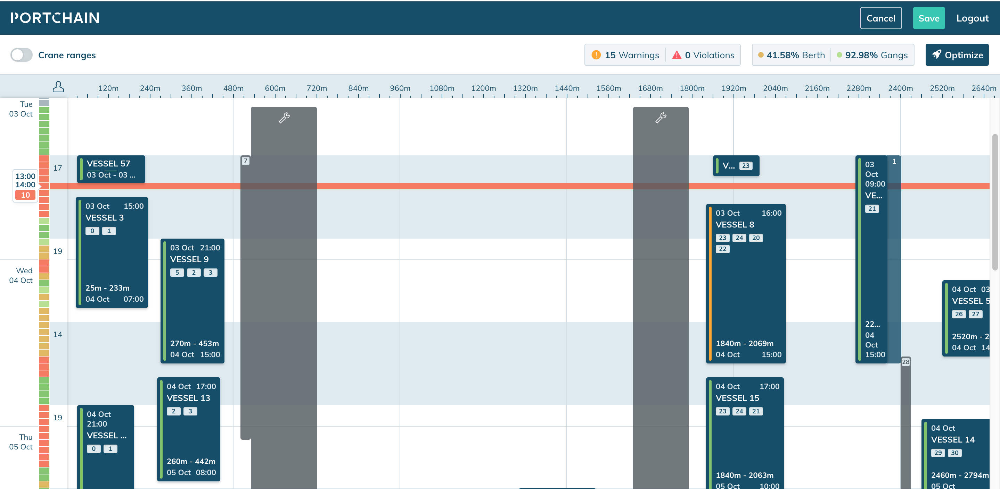 PORTCHAIN
Cancel
Save
Logout
Crane ranges
15 Warnings
0 Violations
41.58% Berth
92.98% Gangs
Optimize
120m 240m 360m 480m 600m 720m 840m 960m 1080m 1200m 1320m 1440m 1560m 1680m 1800m 1920m 2040m 2160m 2280m 2400m 2520m 2640m
Tue
03 Oct
17
13:00
14:00
10
19
Wed
04 Oct
14
19
Thu
05 Oct
VESSEL 57
03 Oct - 03 ...
03 Oct 15:00
VESSEL 3
0 1
25m - 233m
04 Oct 07:00
03 Oct 21:00
VESSEL 9
5 2 3
270m - 453m
04 Oct 15:00
04 Oct 17:00
VESSEL 13
2 3
260m - 442m
05 Oct 08:00
04 Oct
21:00
VESSEL ...
0 1
7
V... 23
03 Oct 16:00
VESSEL 8
23 24 20
22
1840m - 2069m
04 Oct 15:00
04 Oct 17:00
VESSEL 15
23 24 21
1840m - 2063m
05 Oct 10:00
03
Oct
09:00
VE...
21
22...
04
Oct
15:00
1
28
04 Oct 03
VESSEL 5
26 27
2520m - 2
04 Oct 14
04 Oct
VESSEL 14
29 30
2460m - 2794m
05 Oct